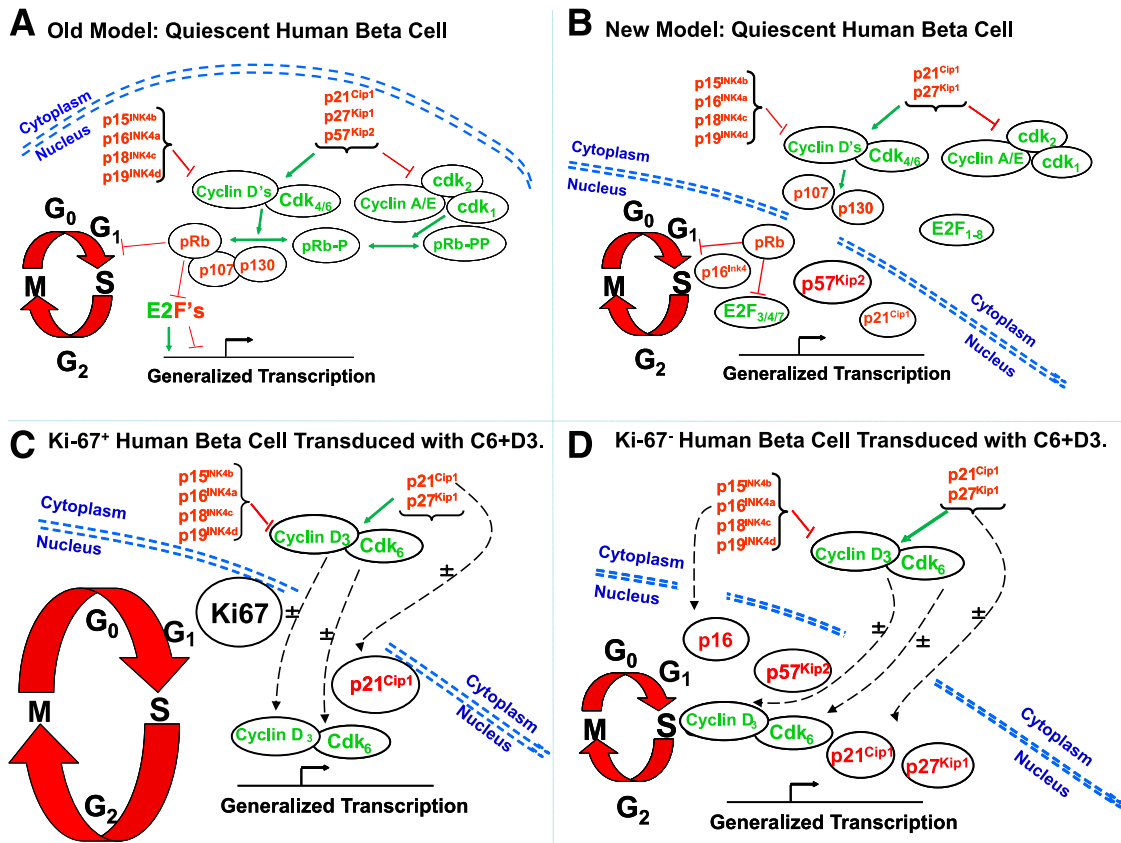 A Old Model: Quiescent Human Beta Cell
Cytoplasm
Nucleus
p15INK4b
p16INK4a
p18INK4c
p19INK4d
p21Cip1
p27Kip1
p57Kip2
Cyclin D's
Cdk4/6
Cyclin A/E
cdk2
cdk1
G0
G1
S
G2
M
pRb
p107
p130
pRb-P
pRb-PP
E2F's
Generalized Transcription
B New Model: Quiescent Human Beta Cell
p15INK4b
p16INK4a
p18INK4c
p19INK4d
p21Cip1
p27Kip1
Cyclin D's
Cdk4/6
Cyclin A/E
cdk2
cdk1
Cytoplasm
Nucleus
p107
p130
E2F1-8
G0
G1
S
G2
M
pRb
p16Ink4
E2F3/4/7
p57Kip2
p21Cip1
Cytoplasm
Nucleus
Generalized Transcription
C Ki-67+ Human Beta Cell Transduced with C6+D3.
p15INK4b
p16INK4a
p18INK4c
p19INK4d
p21Cip1
p27Kip1
Cytoplasm
Nucleus
Cyclin D3
Cdk6
Ki67
±
±
±
G0
G1
S
G2
M
p21Cip1
Cytoplasm
Nucleus
Cyclin D3
Cdk6
Generalized Transcription
D Ki-67- Human Beta Cell Transduced with C6+D3.
p15INK4b
p16INK4a
p18INK4c
p19INK4d
p21Cip1
p27Kip1
Cyclin D3
Cdk6
Cytoplasm
Nucleus
±
±
±
p16
p57Kip2
G0
G1
S
G2
M
Cyclin D3
Cdk6
p21Cip1
p27Kip1
Cytoplasm
Nucleus
Generalized Transcription